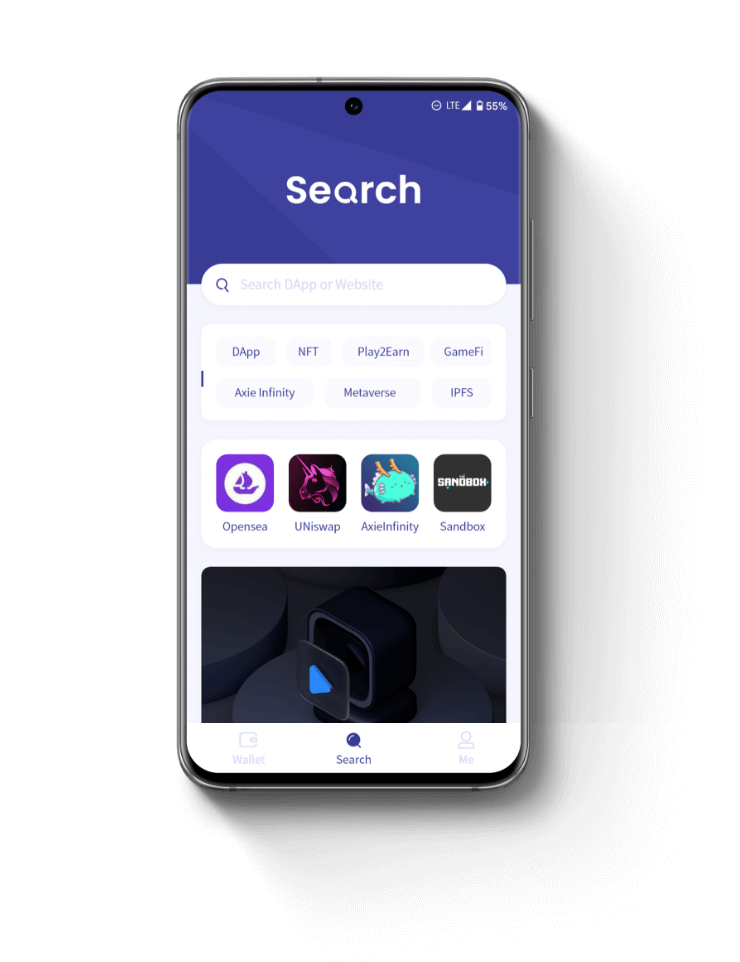 LTE 55%
Search
Search DApp or Website
DApp NFT Play2Earn GameFi
Axie Infinity Metaverse IPFS
SANDBOX
Opensea UNiswap AxieInfinity Sandbox
Wallet Search Me